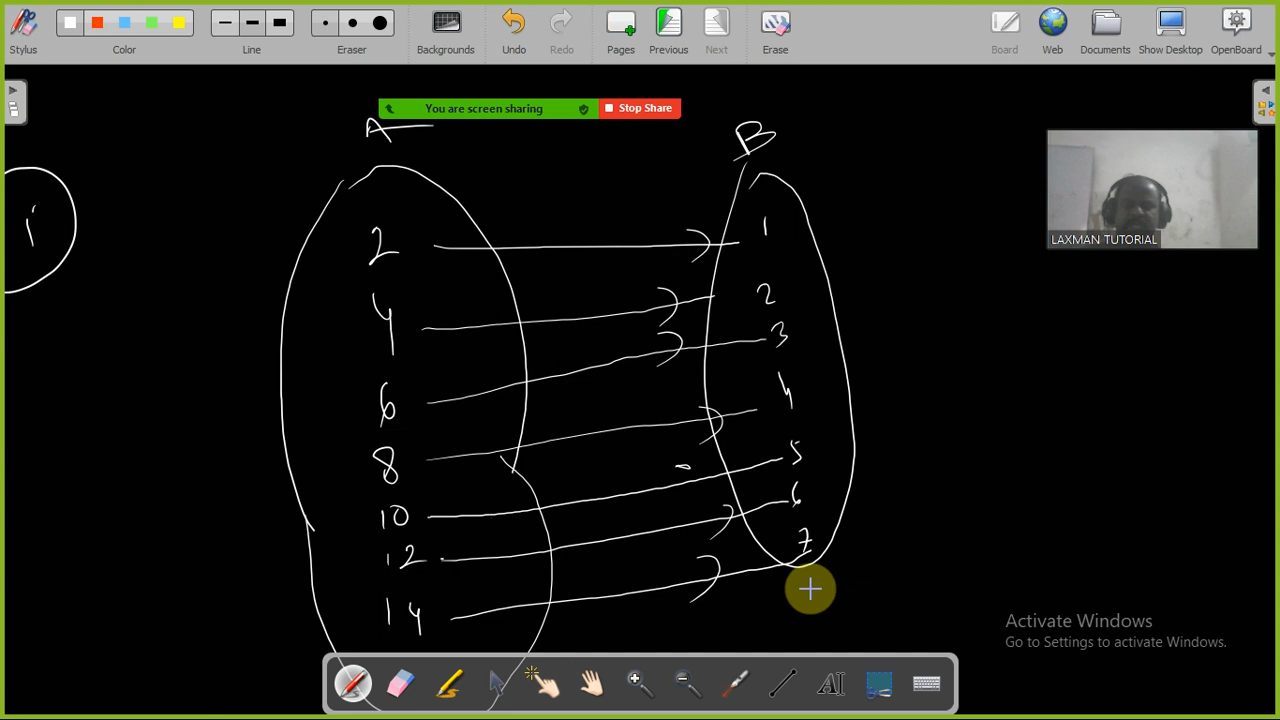 Stylus Color Line Eraser Backgrounds Undo Redo Pages Previous Next Erase Board Web Documents Show Desktop OpenBoard
You are screen sharing Stop Share
A B
i
2 1
4 2
6 3
8 4
10 5
12 6
14 7
LAXMAN TUTORIAL
Activate Windows
Go to Settings to activate Windows.
AI